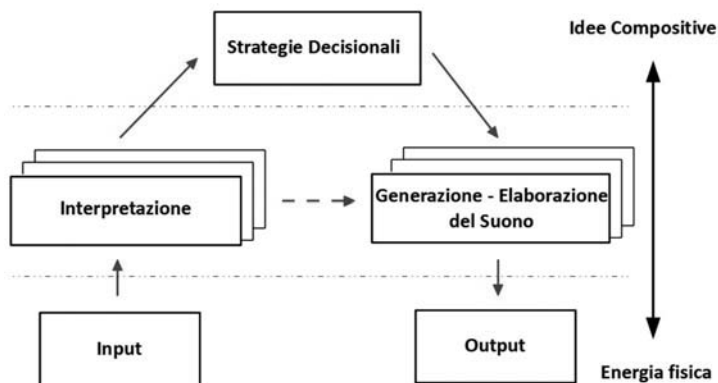 Idee Compositive
Strategie Decisionali
Interpretazione
Generazione - Elaborazione
del Suono
Input
Output
Energia fisica